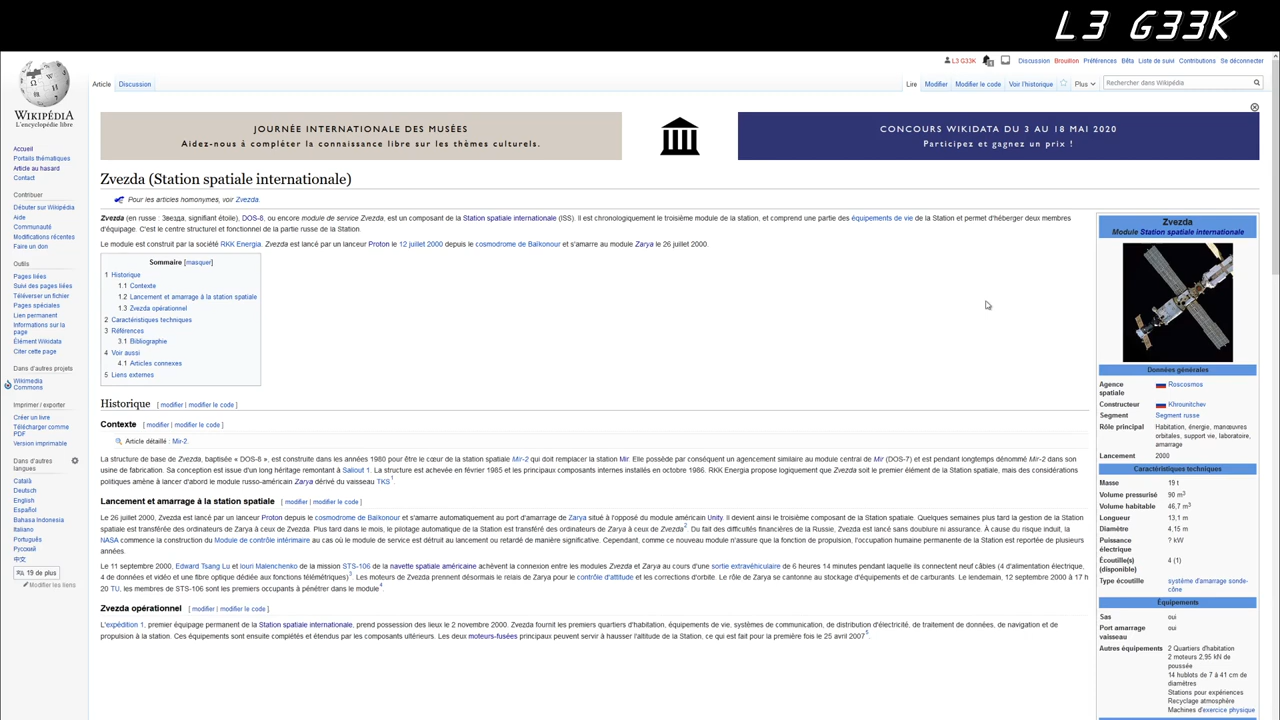 L3 G33K
L3 G33K Discussion Brouillon Préférences Bêta Liste de suivi Contributions Se déconnecter
Article Discussion
Lire Modifier Modifier le code Voir l'historique Plus Rechercher dans Wikipédia
WIKIPÉDIA
L'encyclopédie libre
Accueil
Portails thématiques
Article au hasard
Contact
Contribuer
Débuter sur Wikipédia
Aide
Communauté
Modifications récentes
Faire un don
Outils
Pages liées
Suivi des pages liées
Téléverser un fichier
Pages spéciales
Lien permanent
Informations sur la
page
Élément Wikidata
Citer cette page
Dans d'autres projets
Wikimedia
Commons
Imprimer / exporter
Créer un livre
Télécharger comme
PDF
Version imprimable
Dans d'autres
langues
Català
Deutsch
English
Español
Bahasa Indonesia
Italiano
Português
Русский
中文
19 de plus
Modifier les liens
JOURNÉE INTERNATIONALE DES MUSÉES
Aidez-nous à compléter la connaissance libre sur les thèmes culturels.
CONCOURS WIKIDATA DU 3 AU 18 MAI 2020
Participez et gagnez un prix !
Zvezda (Station spatiale internationale)
Pour les articles homonymes, voir Zvezda.
Zvezda (en russe : Звезда, signifiant étoile), DOS-8, ou encore module de service Zvezda, est un composant de la Station spatiale internationale (ISS). Il est chronologiquement le troisième module de la station, et comprend une partie des équipements de vie de la Station et permet d'héberger deux membres
d'équipage. C'est le centre structurel et fonctionnel de la partie russe de la Station.
Le module est construit par la société RKK Energia. Zvezda est lancé par un lanceur Proton le 12 juillet 2000 depuis le cosmodrome de Baïkonour et s'amarre au module Zarya le 26 juillet 2000.
Sommaire [masquer]
1 Historique
1.1 Contexte
1.2 Lancement et amarrage à la station spatiale
1.3 Zvezda opérationnel
2 Caractéristiques techniques
3 Références
3.1 Bibliographie
4 Voir aussi
4.1 Articles connexes
5 Liens externes
Historique [ modifier | modifier le code ]
Contexte [ modifier | modifier le code ]
Article détaillé : Mir-2.
La structure de base de Zvezda, baptisée « DOS-8 », est construite dans les années 1980 pour être le cœur de la station spatiale Mir-2 qui doit remplacer la station Mir. Elle possède par conséquent un agencement similaire au module central de Mir (DOS-7) et est pendant longtemps dénommé Mir-2 dans son
usine de fabrication. Sa conception est issue d'un long héritage remontant à Saliout 1. La structure est achevée en février 1985 et les principaux composants internes installés en octobre 1986. RKK Energia propose logiquement que Zvezda soit le premier élément de la Station spatiale, mais des considérations
politiques amène à lancer d'abord le module russo-américain Zarya dérivé du vaisseau TKS1
Lancement et amarrage à la station spatiale [ modifier | modifier le code ]
Le 26 juillet 2000, Zvezda est lancé par un lanceur Proton depuis le cosmodrome de Baïkonour et s'amarre automatiquement au port d'amarrage de Zarya situé à l'opposé du module américain Unity. Il devient ainsi le troisième composant de la Station spatiale. Quelques semaines plus tard la gestion de la Station
spatiale est transférée des ordinateurs de Zarya à ceux de Zvezda. Plus tard dans le mois, le pilotage automatique de la Station est transféré des ordinateurs de Zarya à ceux de Zvezda2. Du fait des difficultés financières de la Russie, Zvezda est lancé sans doublure ni assurance. À cause du risque induit, la
NASA commence la construction du Module de contrôle intérimaire au cas où le module de service est détruit au lancement ou retardé de manière significative. Cependant, comme ce nouveau module n'assure que la fonction de propulsion, l'occupation humaine permanente de la Station est reportée de plusieurs
années.
Le 11 septembre 2000, Edward Tsang Lu et Iouri Malenchenko de la mission STS-106 de la navette spatiale américaine achèvent la connexion entre les modules Zvezda et Zarya au cours d'une sortie extravéhiculaire de 6 heures 14 minutes pendant laquelle ils connectent neuf câbles (4 d'alimentation électrique,
4 de données et vidéo et une fibre optique dédiée aux fonctions télémétriques)3. Les moteurs de Zvezda prennent désormais le relais de Zarya pour le contrôle d'attitude et les corrections d'orbite. Le rôle de Zarya se cantonne au stockage d'équipements et de carburants. Le lendemain, 12 septembre 2000 à 17 h
20 TU, les membres de STS-106 sont les premiers occupants à pénétrer dans le module4.
Zvezda opérationnel [ modifier | modifier le code ]
L'expédition 1, premier équipage permanent de la Station spatiale internationale, prend possession des lieux le 2 novembre 2000. Zvezda fournit les premiers quartiers d'habitation, équipements de vie, systèmes de communication, de distribution d'électricité, de traitement de données, de navigation et de
propulsion à la station. Ces équipements sont ensuite complétés et étendus par les composants ultérieurs. Les deux moteurs-fusées principaux peuvent servir à hausser l'altitude de la Station, ce qui est fait pour la première fois le 25 avril 20075.
Zvezda
Module Station spatiale internationale
Données générales
Agence spatiale Roscosmos
Constructeur Khrounitchev
Segment Segment russe
Rôle principal Habitation, énergie, manœuvres
orbitales, support vie, laboratoire,
amarrage
Lancement 2000
Caractéristiques techniques
Masse 19 t
Volume pressurisé 90 m3
Volume habitable 46,7 m3
Longueur 13,1 m
Diamètre 4,15 m
Puissance électrique ? kW
Écoutille(s) (disponible) 4 (1)
Type écoutille système d'amarrage sonde-
cône
Équipements
Sas oui
Port amarrage vaisseau oui
Autres équipements 2 Quartiers d'habitation
2 moteurs 2,95 kN de
poussée
14 hublots de 7 à 41 cm de
diamètres
Stations pour expériences
Recyclage atmosphère
Machines d'exercice physique